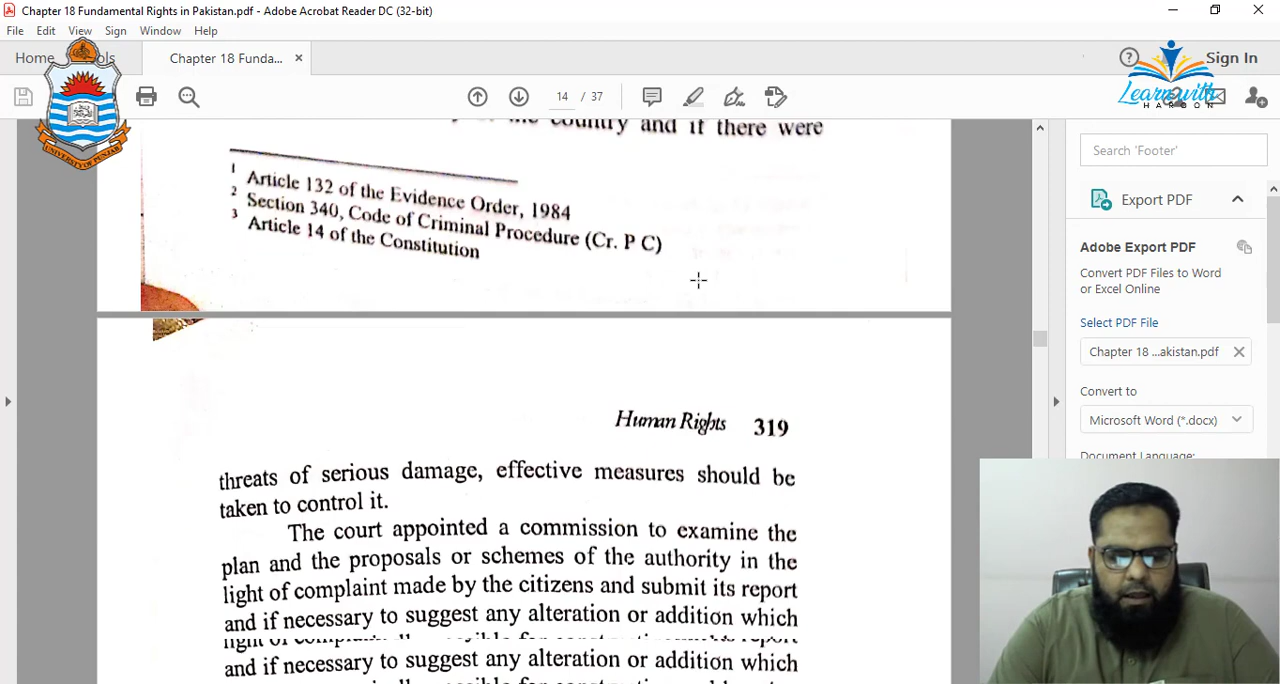 Chapter 18 Fundamental Rights in Pakistan.pdf - Adobe Acrobat Reader DC (32-bit)
File Edit View Sign Window Help
Home
Chapter 18 Funda... ×
Sign In
Learn with
HAROON
UNIVERSITY OF PUNJAB
14 / 37
country and if there were
1 Article 132 of the Evidence Order, 1984
2 Section 340, Code of Criminal Procedure (Cr. P C)
3 Article 14 of the Constitution
Human Rights 319
threats of serious damage, effective measures should be
taken to control it.
The court appointed a commission to examine the
plan and the proposals or schemes of the authority in the
light of complaint made by the citizens and submit its report
and if necessary to suggest any alteration or addition which
and if necessary to suggest any alteration or addition which
Search 'Footer'
Export PDF
Adobe Export PDF
Convert PDF Files to Word
or Excel Online
Select PDF File
Chapter 18 ...akistan.pdf
Convert to
Microsoft Word (*.docx)
Document Language: